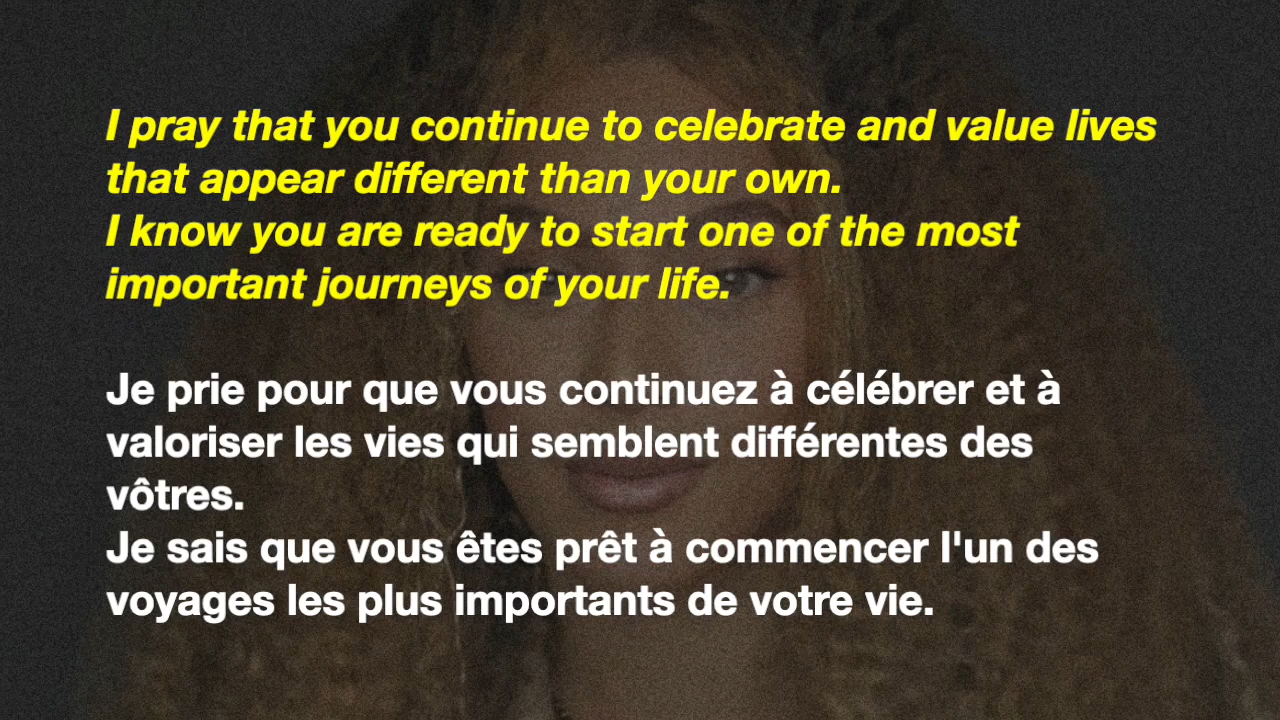 I pray that you continue to celebrate and value lives
that appear different than your own.
I know you are ready to start one of the most
important journeys of your life.
Je prie pour que vous continuez à célébrer et à
valoriser les vies qui semblent différentes des
vôtres.
Je sais que vous êtes prêt à commencer l'un des
voyages les plus importants de votre vie.